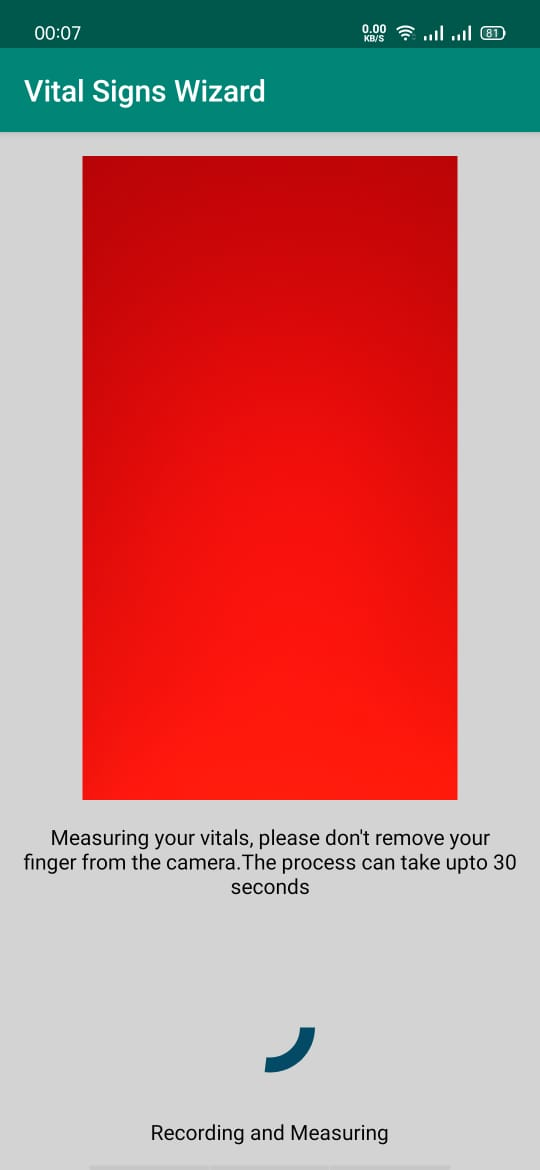 00:07
0.00
KB/S
81
Vital Signs Wizard
Measuring your vitals, please don't remove your
finger from the camera.The process can take upto 30
seconds
Recording and Measuring